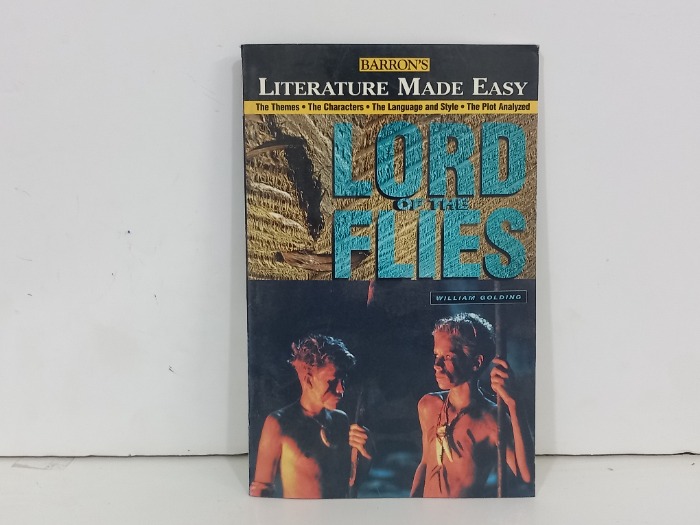 BARRON'S
LITERATURE MADE EASY
The Themes • The Characters • The Language and Style • The Plot Analyzed
LORD
OF THE
FLIES
WILLIAM GOLDING